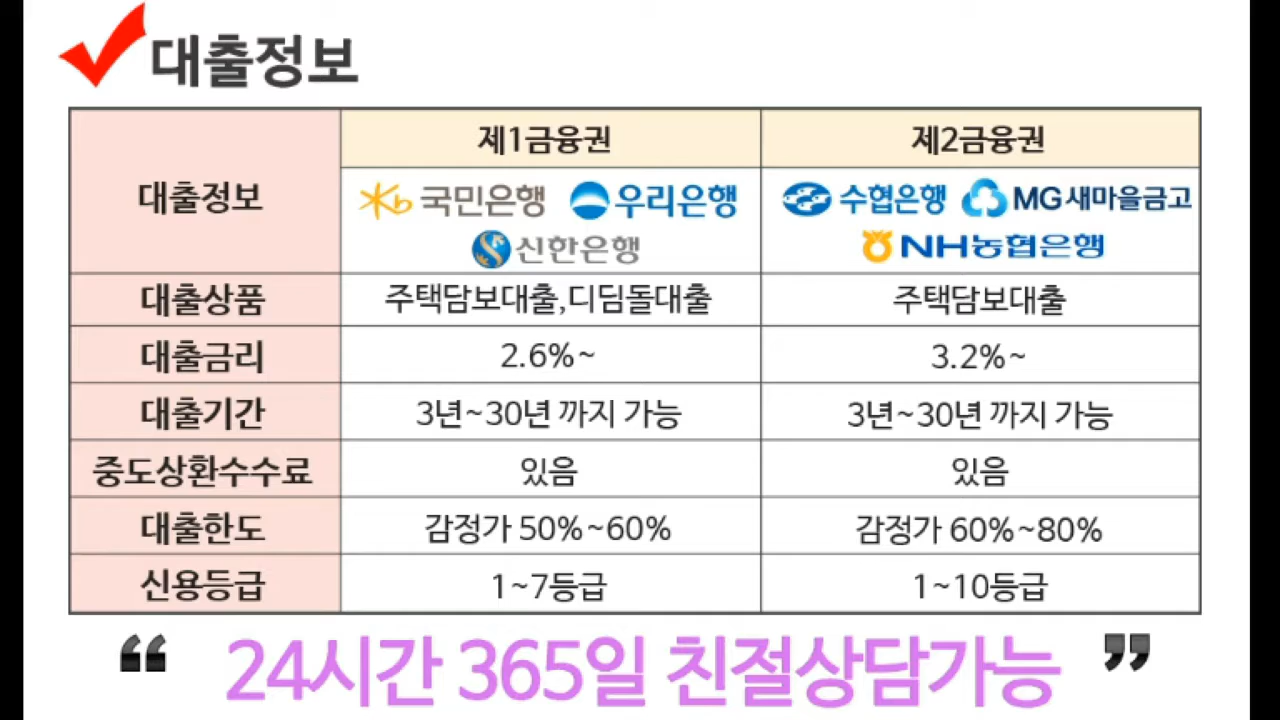 대출정보
대출정보
제1금융권
제2금융권
Kb 국민은행 우리은행
신한은행
수협은행 MG새마을금고
NH농협은행
대출상품 주택담보대출,디딤돌대출 주택담보대출
대출금리 2.6%~ 3.2%~
대출기간 3년~30년 까지 가능 3년~30년 까지 가능
중도상환수수료 있음 있음
대출한도 감정가 50%~60% 감정가 60%~80%
신용등급 1~7등급 1~10등급
“ 24시간 365일 친절상담가능 ”